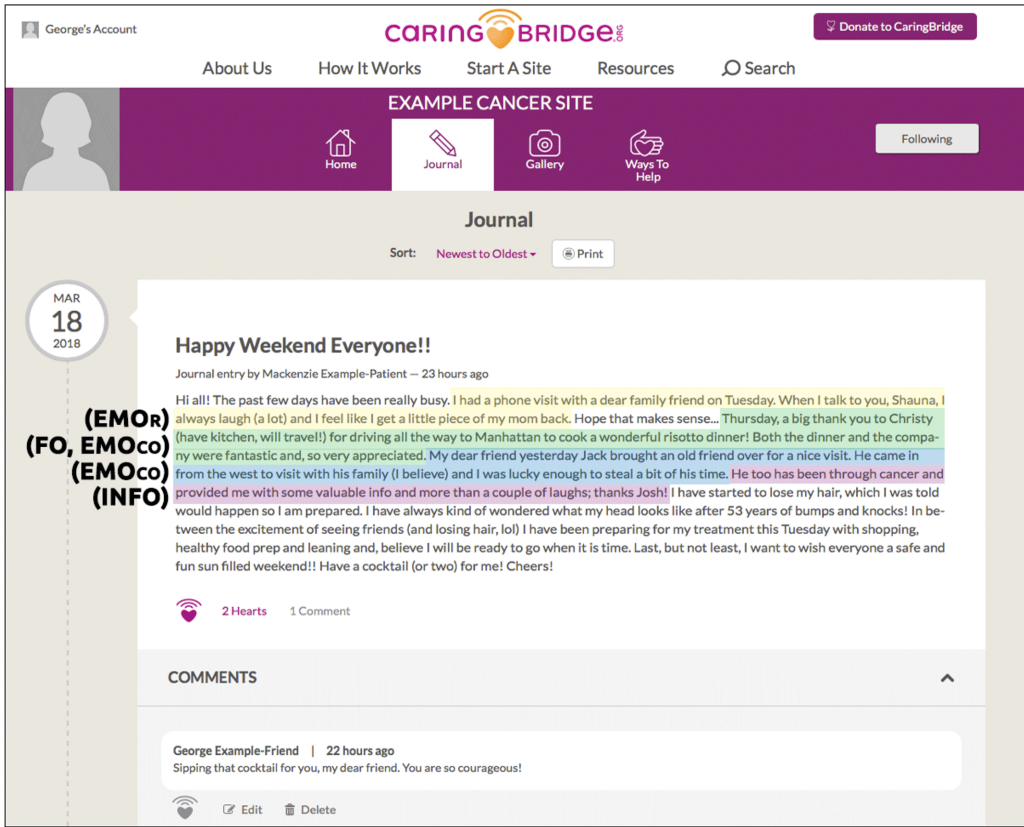 George's Account
CARING BRIDGE.ORG
Donate to CaringBridge
About Us How It Works Start A Site Resources Search
EXAMPLE CANCER SITE
Home
Journal
Gallery
Ways To
Help
Following
Journal
Sort: Newest to Oldest Print
MAR
18
2018
Happy Weekend Everyone!!
Journal entry by Mackenzie Example-Patient — 23 hours ago
Hi all! The past few days have been really busy. I had a phone visit with a dear family friend on Tuesday. When I talk to you, Shauna, I
(EMOR) always laugh (a lot) and I feel like I get a little piece of my mom back. Hope that makes sense... Thursday, a big thank you to Christy
(FO, EMOCO) (have kitchen, will travel!) for driving all the way to Manhattan to cook a wonderful risotto dinner! Both the dinner and the compa-
ny were fantastic and, so very appreciated. My dear friend yesterday Jack brought an old friend over for a nice visit. He came in
(EMOCO) from the west to visit with his family (I believe) and I was lucky enough to steal a bit of his time. He too has been through cancer and
(INFO) provided me with some valuable info and more than a couple of laughs; thanks Josh! I have started to lose my hair, which I was told
would happen so I am prepared. I have always kind of wondered what my head looks like after 53 years of bumps and knocks! In be-
tween the excitement of seeing friends (and losing hair, lol) I have been preparing for my treatment this Tuesday with shopping,
healthy food prep and leaning and, believe I will be ready to go when it is time. Last, but not least, I want to wish everyone a safe and
fun sun filled weekend!! Have a cocktail (or two) for me! Cheers!
2 Hearts 1 Comment
COMMENTS
George Example-Friend | 22 hours ago
Sipping that cocktail for you, my dear friend. You are so courageous!
Edit Delete